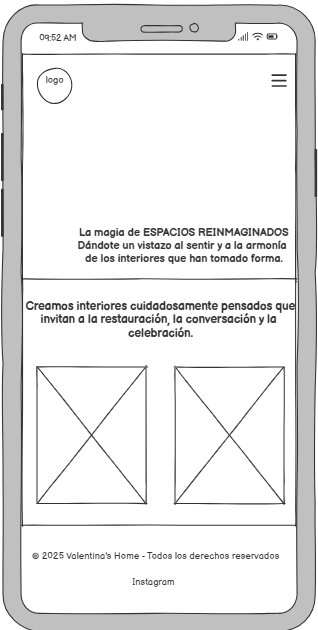 09:52 AM
logo
La magia de ESPACIOS REINMAGINADOS
Dándote un vistazo al sentir y a la armonía
de los interiores que han tomado forma.
Creamos interiores cuidadosamente pensados que
invitan a la restauración, la conversación y la
celebración.
© 2025 Valentina's Home - Todos los derechos reservados
Instagram